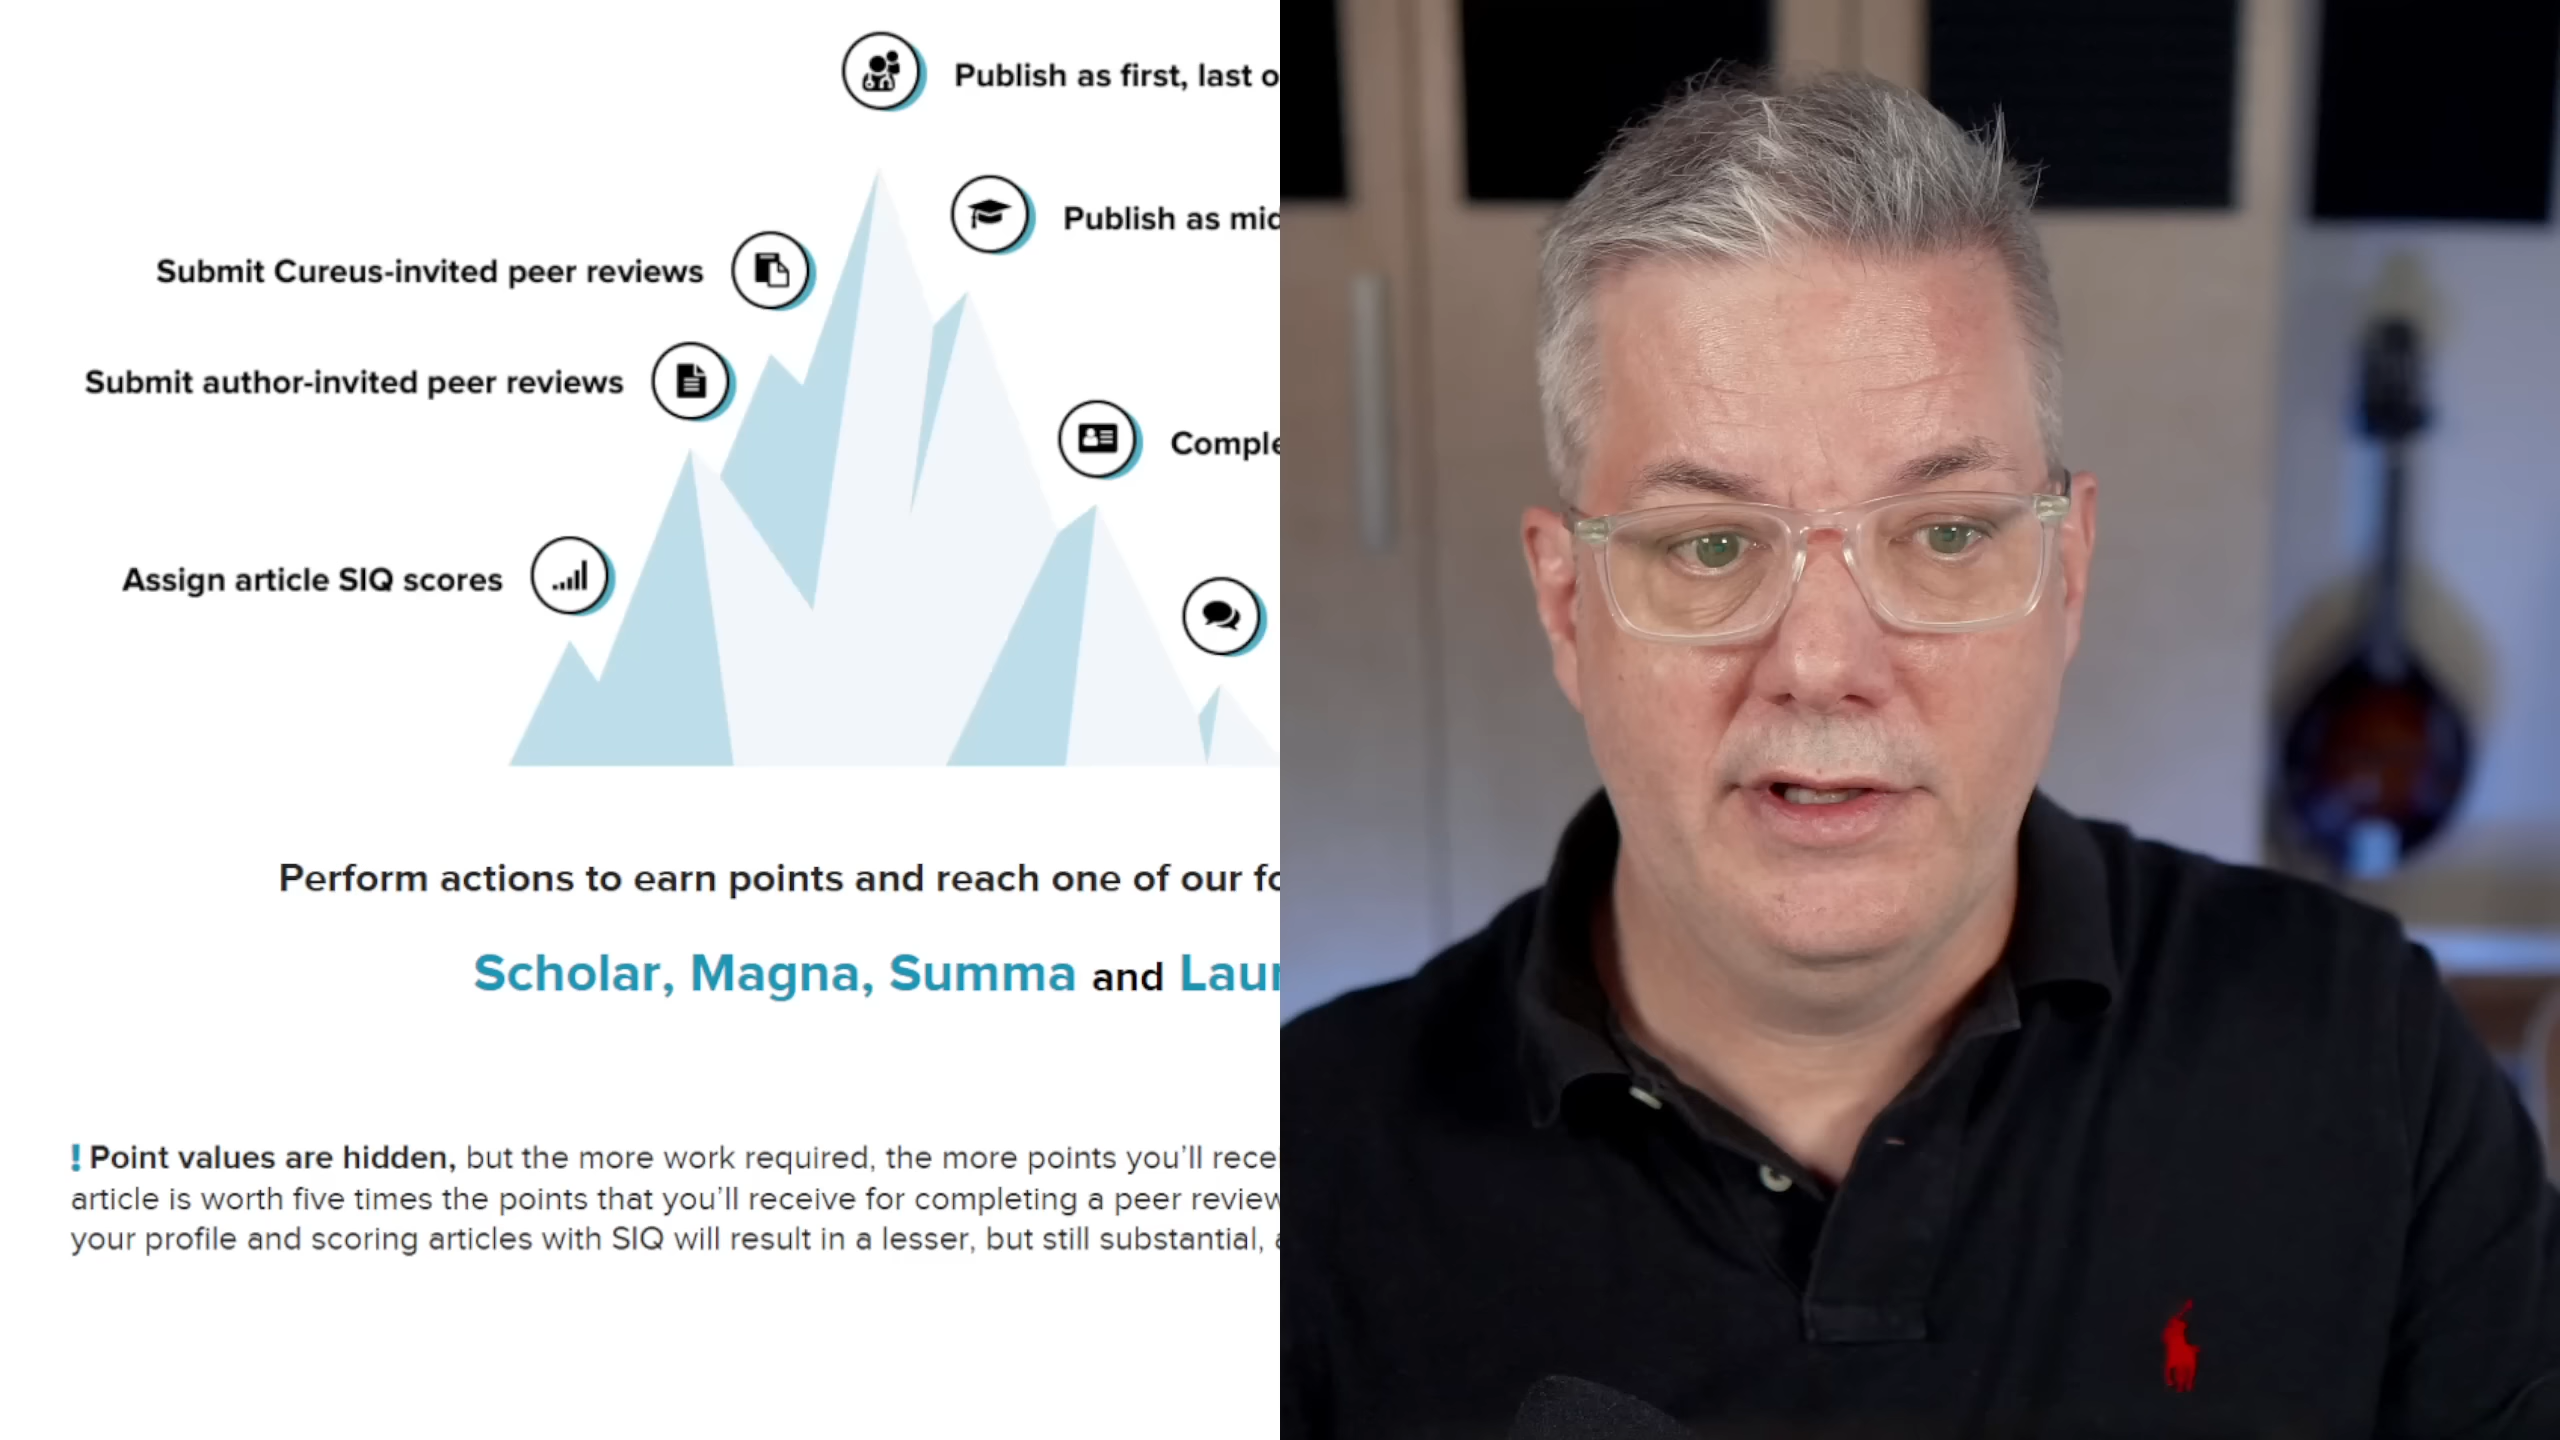 Publish as first, last o
Publish as mid
Submit Cureus-invited peer reviews
Submit author-invited peer reviews
Comple
Assign article SIQ scores
Perform actions to earn points and reach one of our fo
Scholar, Magna, Summa and Laur
! Point values are hidden, but the more work required, the more points you’ll rece
article is worth five times the points that you’ll receive for completing a peer review
your profile and scoring articles with SIQ will result in a lesser, but still substantial,